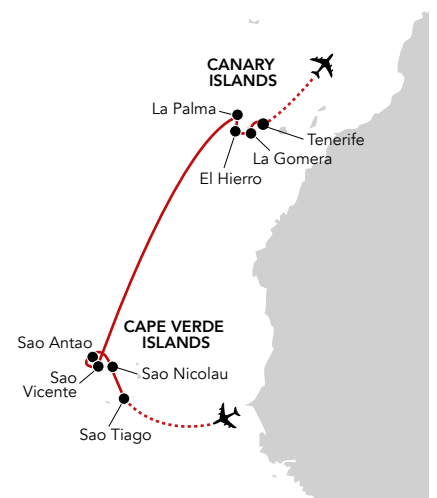 CANARY
ISLANDS
La Palma
Tenerife
La Gomera
El Hierro
CAPE VERDE
ISLANDS
Sao Antao
Sao Nicolau
Sao
Vicente
Sao Tiago